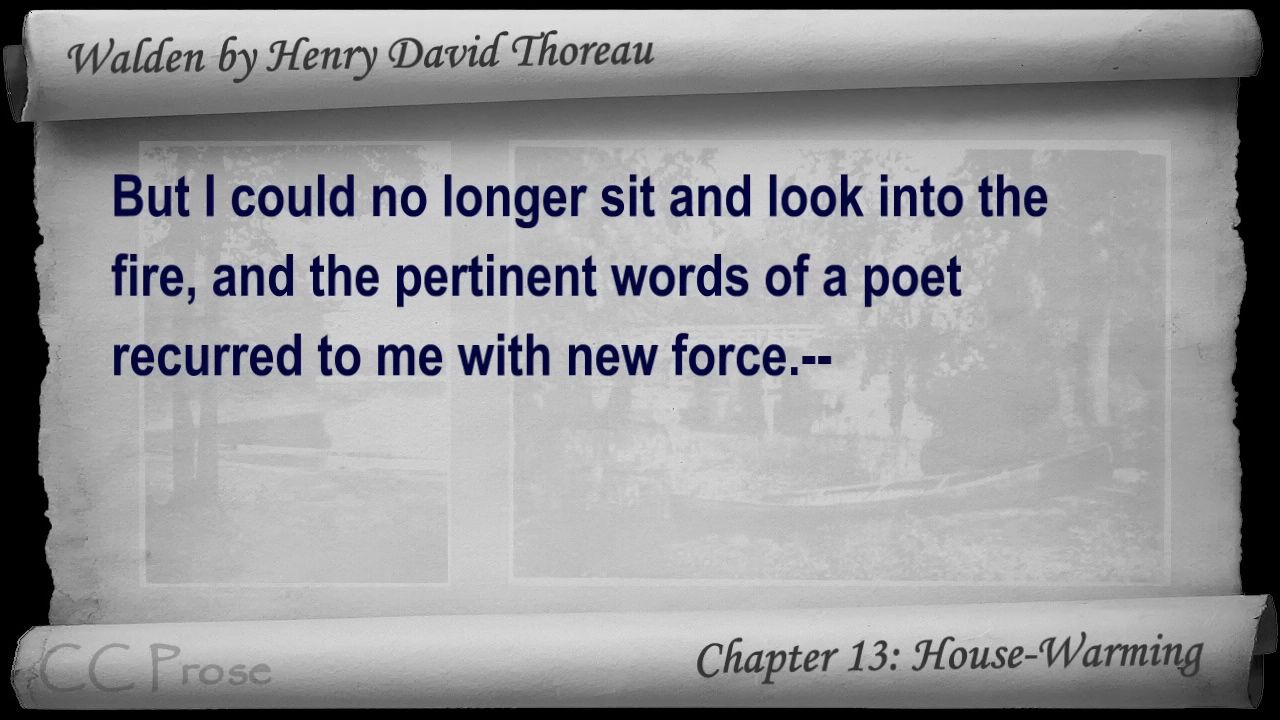 Walden by Henry David Thoreau
But I could no longer sit and look into the
fire, and the pertinent words of a poet
recurred to me with new force.--
CC Prose
Chapter 13: House-Warming